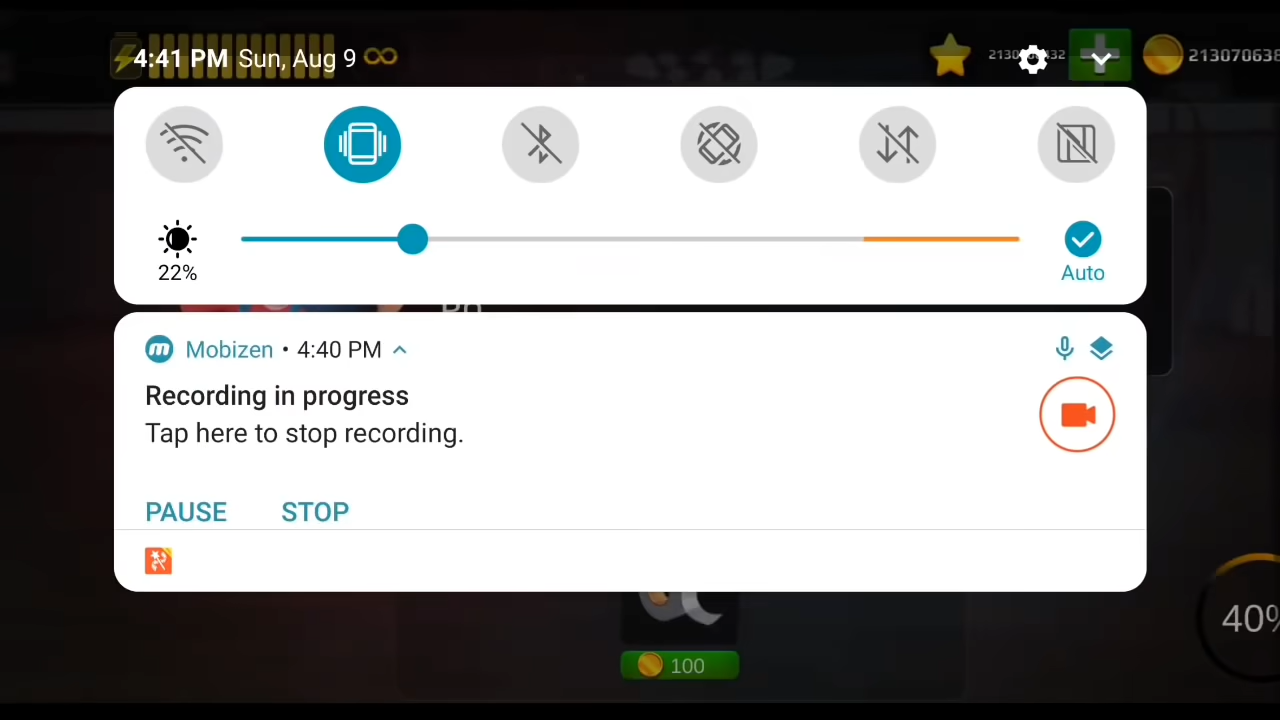 4:41 PM Sun, Aug 9
22%
Auto
Mobizen • 4:40 PM
Recording in progress
Tap here to stop recording.
PAUSE STOP
100
40%